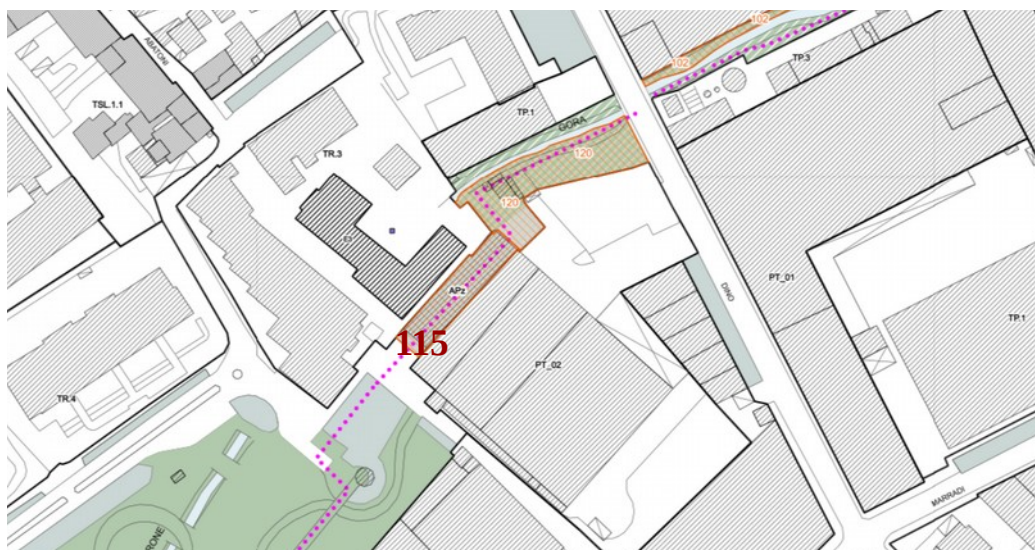 102
ABATONI
102
TP.3
TSL.1.1
TP.1
GORA
TR.3
120
120
PT_01
APz
DINO
TP.1
115
PT_02
TR.4
MARRADI
RONE